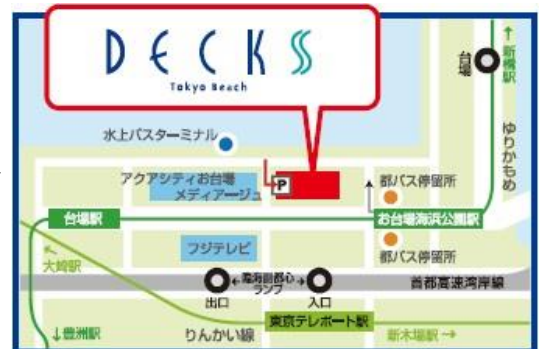 DECKS
Tokyo Beach
台場
↑新橋駅
ゆりかもめ
水上バスターミナル
アクアシティお台場
メディアージュ
P
都バス停留所
台場駅
お台場海浜公園駅
フジテレビ
都バス停留所
大崎駅
←臨海副都心→
ランプ
出口
入口
首都高速湾岸線
東京テレポート駅
↓豊洲駅
りんかい線
新木場駅→